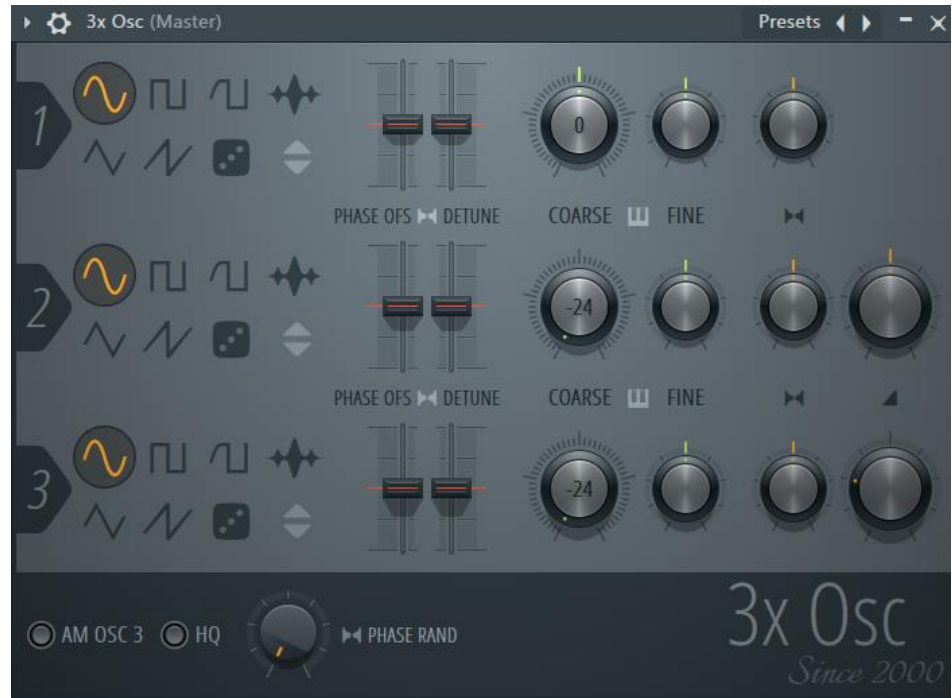 3x Osc (Master) Presets
1
0
PHASE OFS DETUNE COARSE FINE
2
-24
PHASE OFS DETUNE COARSE FINE
3
-24
AM OSC 3 HQ PHASE RAND
3x Osc
Since 2000